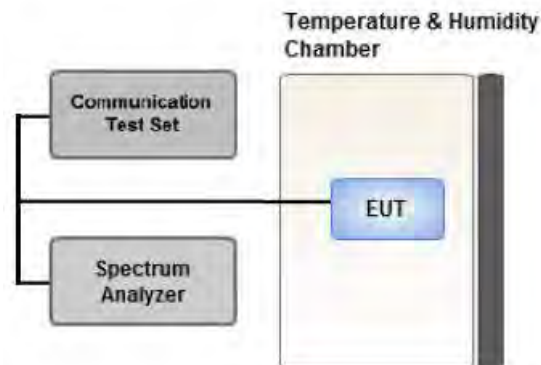 Temperature & Humidity
Chamber
Communication
Test Set
EUT
Spectrum
Analyzer